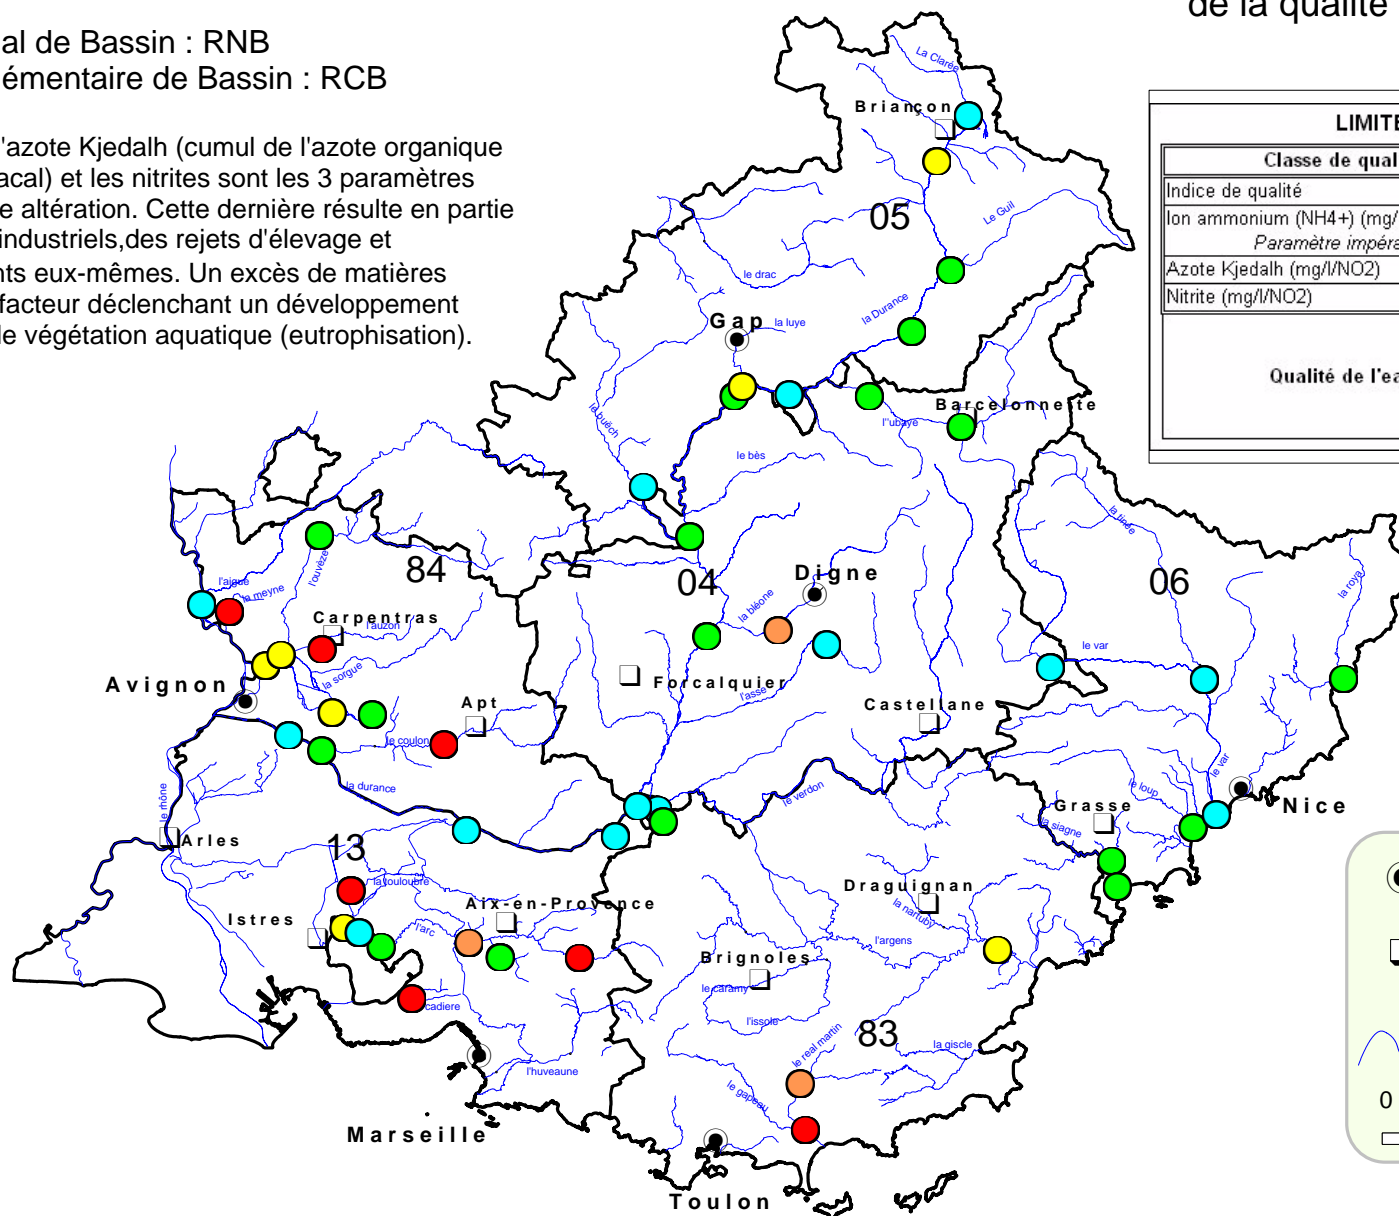 de la qualité
al de Bassin : RNB
lémentaire de Bassin : RCB
l'azote Kjedalh (cumul de l'azote organique
acal) et les nitrites sont les 3 paramètres
e altération. Cette dernière résulte en partie
industriels,des rejets d'élevage et
nts eux-mêmes. Un excès de matières
facteur déclenchant un développement
de végétation aquatique (eutrophisation).
LIMITE
Classe de quali
Indice de qualité
Ion ammonium (NH4+) (mg/
Paramètre impéra
Azote Kjedalh (mg/l/NO2)
Nitrite (mg/l/NO2)
Qualité de l'ea
La Clarée
Briançon
05
Le Guil
le drac
la Durance
Gap
la luye
Barcelonnette
l''ubaye
le buëch
le bès
la tinée
l'ouvèze
84
04
Digne
06
la roya
l'aigue
la meyne
la bléone
Carpentras
l'auzon
le var
la sorgue
Avignon
Forcalquier
l'asse
Apt
Castellane
le coulon
le var
la durance
le verdon
le loup
Nice
le rhône
Grasse
la siagne
Arles
13
la touloubre
Draguignan
la nartuby
Aix-en-Provence
Istres
l'arc
l'argens
Brignoles
le caramy
cadiere
l'issole
83
le real martin
la giscle
l'huveaune
le gapeau
0
Marseille
Toulon